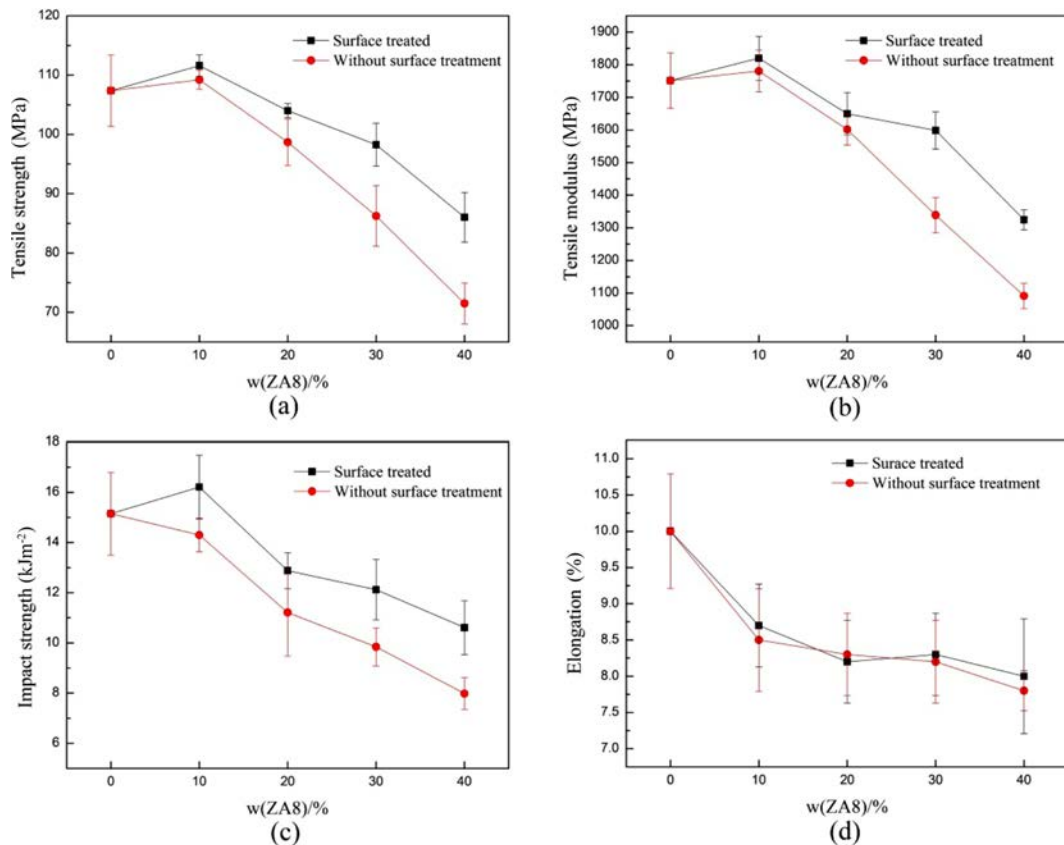 120
110
100
90
80
70
Tensile strength (MPa)
Surface treated
Without surface treatment
0 10 20 30 40
w(ZA8)/%
(a)
1900
1800
1700
1600
1500
1400
1300
1200
1100
1000
Tensile modulus (MPa)
Surface treated
Without surface treatment
0 10 20 30 40
w(ZA8)/%
(b)
18
16
14
12
10
8
6
Impact strength (kJm⁻²)
Surface treated
Without surface treatment
0 10 20 30 40
w(ZA8)/%
(c)
11.0
10.5
10.0
9.5
9.0
8.5
8.0
7.5
7.0
Elongation (%)
Surace treated
Without surface treatment
0 10 20 30 40
w(ZA8)/%
(d)